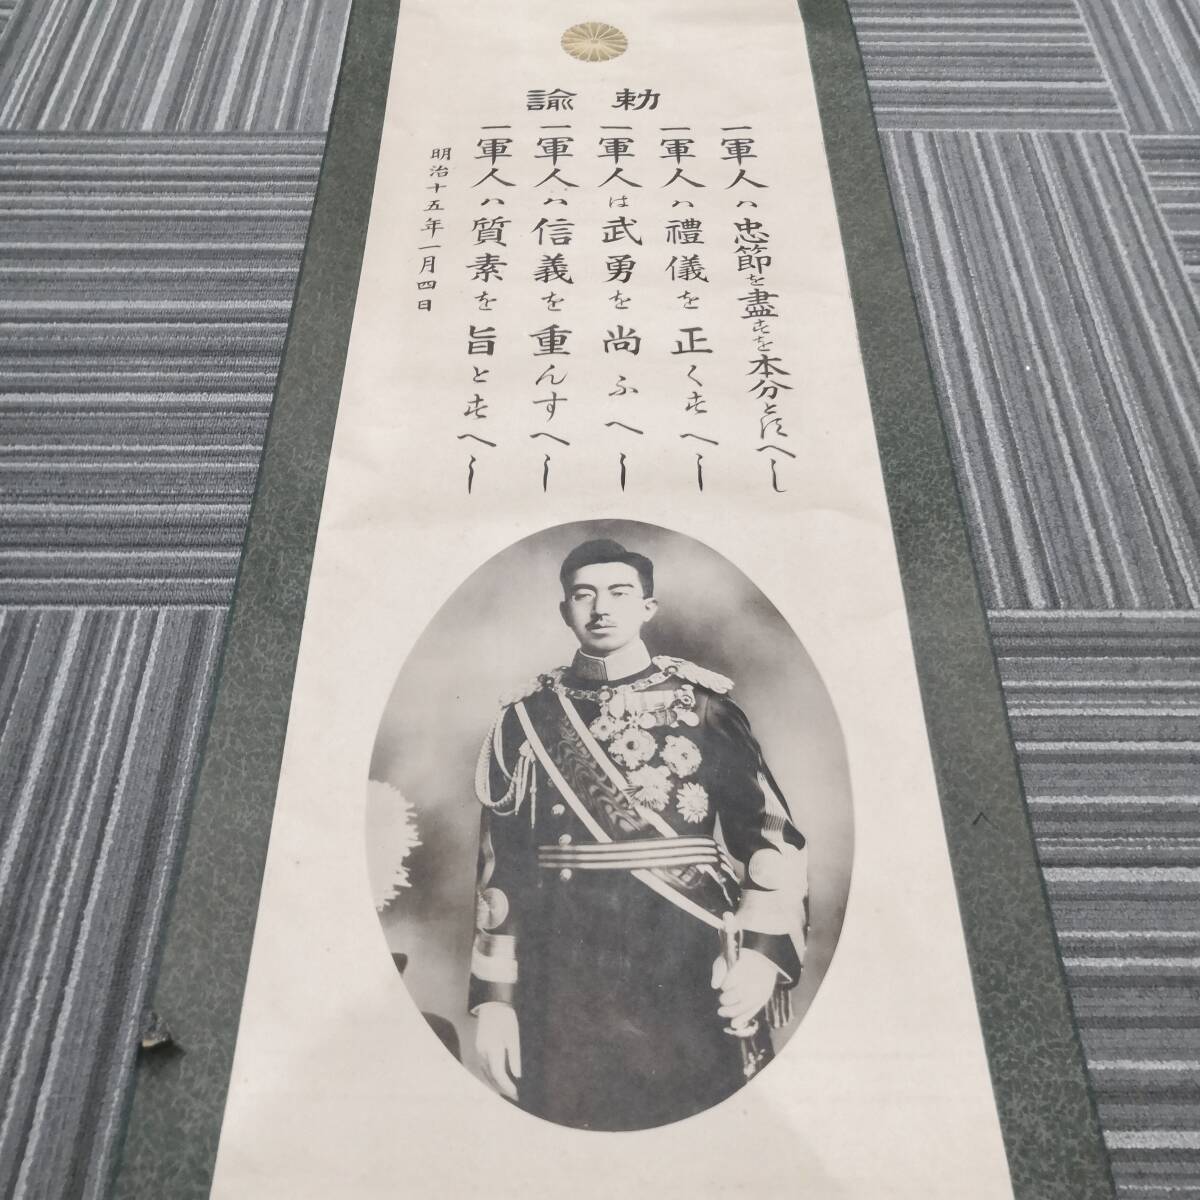 勅諭
一軍人ハ忠節を盡すを本分とすへし
一軍人ハ禮儀を正くすへし
一軍人は武勇を尚ふへし
一軍人ハ信義を重んすへし
一軍人ハ質素を旨とすへし
明治十五年一月四日